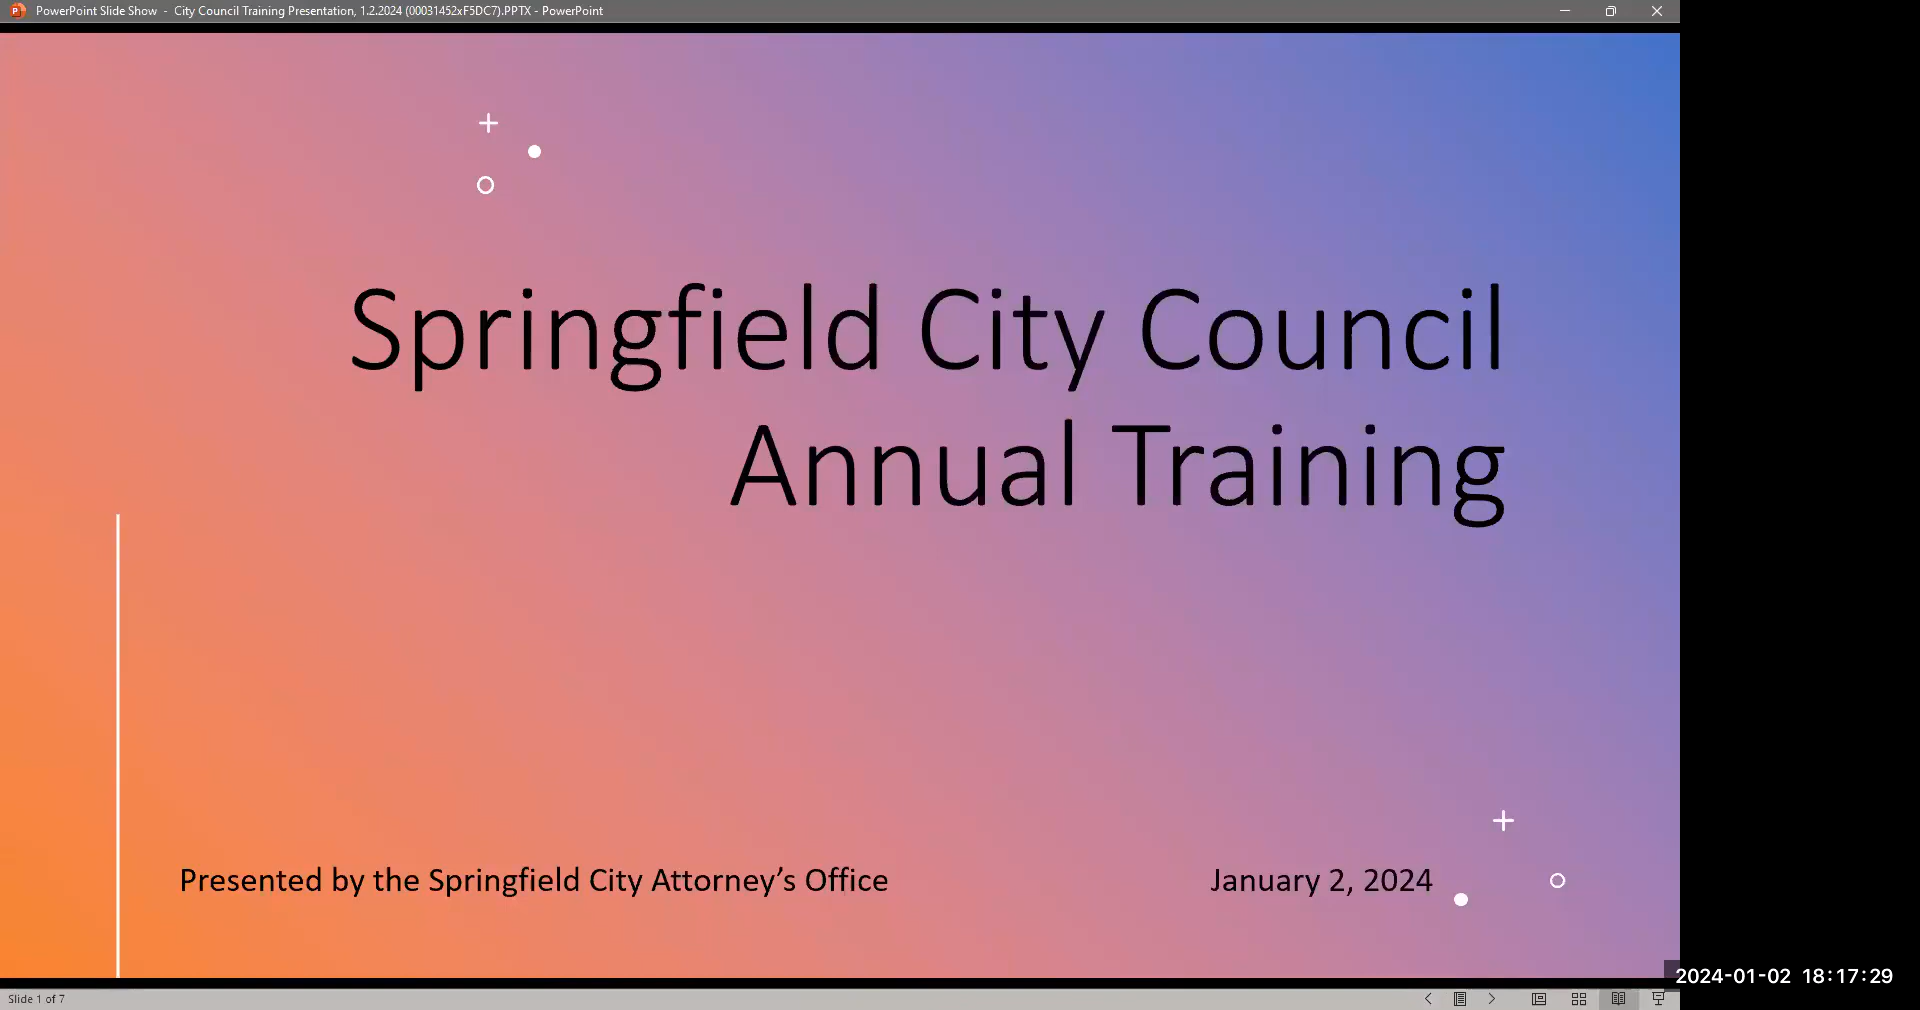 PowerPoint Slide Show - City Council Training Presentation, 1.2.2024 (00031452xF5DC7).PPTX - PowerPoint
Springfield City Council
Annual Training
Presented by the Springfield City Attorney’s Office
January 2, 2024
2024-01-02 18:17:29
Slide 1 of 7